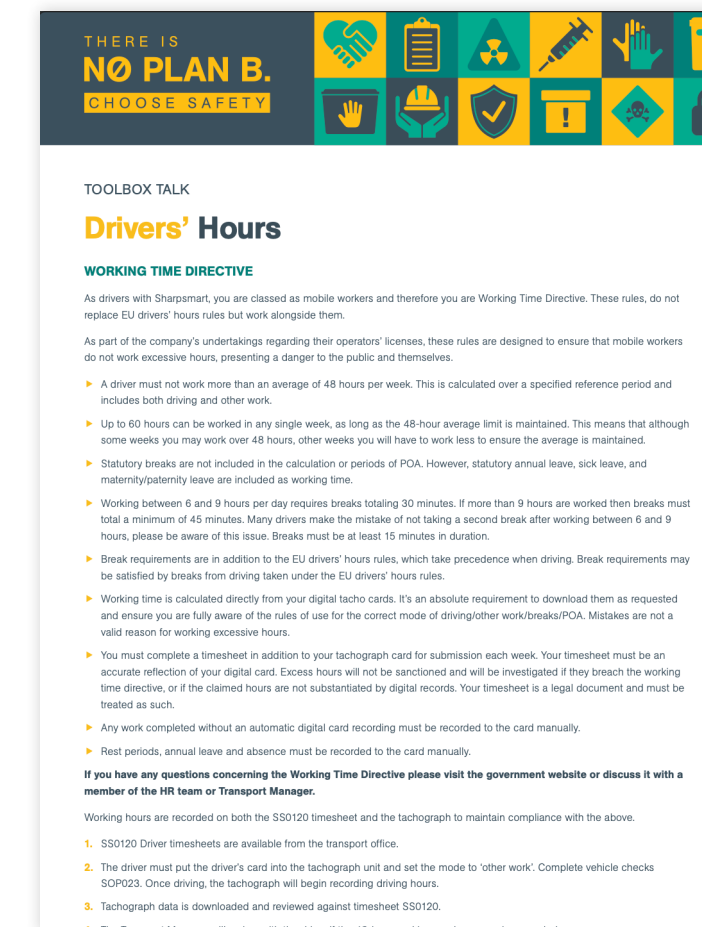 THERE IS
NØ PLAN B.
CHOOSE SAFETY
!
TOOLBOX TALK
Drivers’ Hours
WORKING TIME DIRECTIVE
As drivers with Sharpsmart, you are classed as mobile workers and therefore you are Working Time Directive. These rules, do not
replace EU drivers’ hours rules but work alongside them.
As part of the company’s undertakings regarding their operators’ licenses, these rules are designed to ensure that mobile workers
do not work excessive hours, presenting a danger to the public and themselves.
A driver must not work more than an average of 48 hours per week. This is calculated over a specified reference period and
includes both driving and other work.
Up to 60 hours can be worked in any single week, as long as the 48-hour average limit is maintained. This means that although
some weeks you may work over 48 hours, other weeks you will have to work less to ensure the average is maintained.
Statutory breaks are not included in the calculation or periods of POA. However, statutory annual leave, sick leave, and
maternity/paternity leave are included as working time.
Working between 6 and 9 hours per day requires breaks totaling 30 minutes. If more than 9 hours are worked then breaks must
total a minimum of 45 minutes. Many drivers make the mistake of not taking a second break after working between 6 and 9
hours, please be aware of this issue. Breaks must be at least 15 minutes in duration.
Break requirements are in addition to the EU drivers’ hours rules, which take precedence when driving. Break requirements may
be satisfied by breaks from driving taken under the EU drivers’ hours rules.
Working time is calculated directly from your digital tacho cards. It’s an absolute requirement to download them as requested
and ensure you are fully aware of the rules of use for the correct mode of driving/other work/breaks/POA. Mistakes are not a
valid reason for working excessive hours.
You must complete a timesheet in addition to your tachograph card for submission each week. Your timesheet must be an
accurate reflection of your digital card. Excess hours will not be sanctioned and will be investigated if they breach the working
time directive, or if the claimed hours are not substantiated by digital records. Your timesheet is a legal document and must be
treated as such.
Any work completed without an automatic digital card recording must be recorded to the card manually.
Rest periods, annual leave and absence must be recorded to the card manually.
If you have any questions concerning the Working Time Directive please visit the government website or discuss it with a
member of the HR team or Transport Manager.
Working hours are recorded on both the SS0120 timesheet and the tachograph to maintain compliance with the above.
1. SS0120 Driver timesheets are available from the transport office.
2. The driver must put the driver’s card into the tachograph unit and set the mode to ‘other work’. Complete vehicle checks
SOP023. Once driving, the tachograph will begin recording driving hours.
3. Tachograph data is downloaded and reviewed against timesheet SS0120.